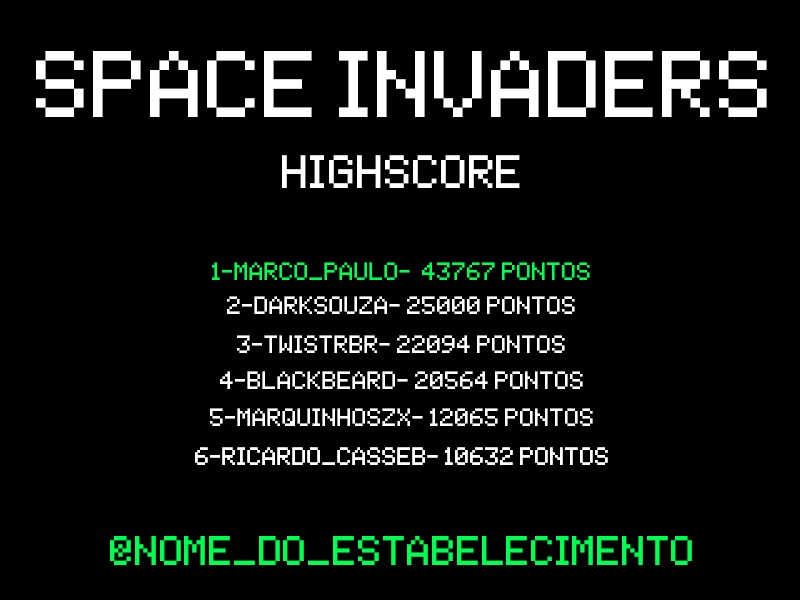 SPACE INVADERS
HIGHSCORE
1-MARCO_PAULO- 43767 PONTOS
2-DARKSOUZA- 25000 PONTOS
3-TWISTRBR- 22094 PONTOS
4-BLACKBEARD- 20564 PONTOS
5-MARQUINHOSZX- 12065 PONTOS
6-RICARDO_CASSEB- 10632 PONTOS
@NOME_DO_ESTABELECIMENTO